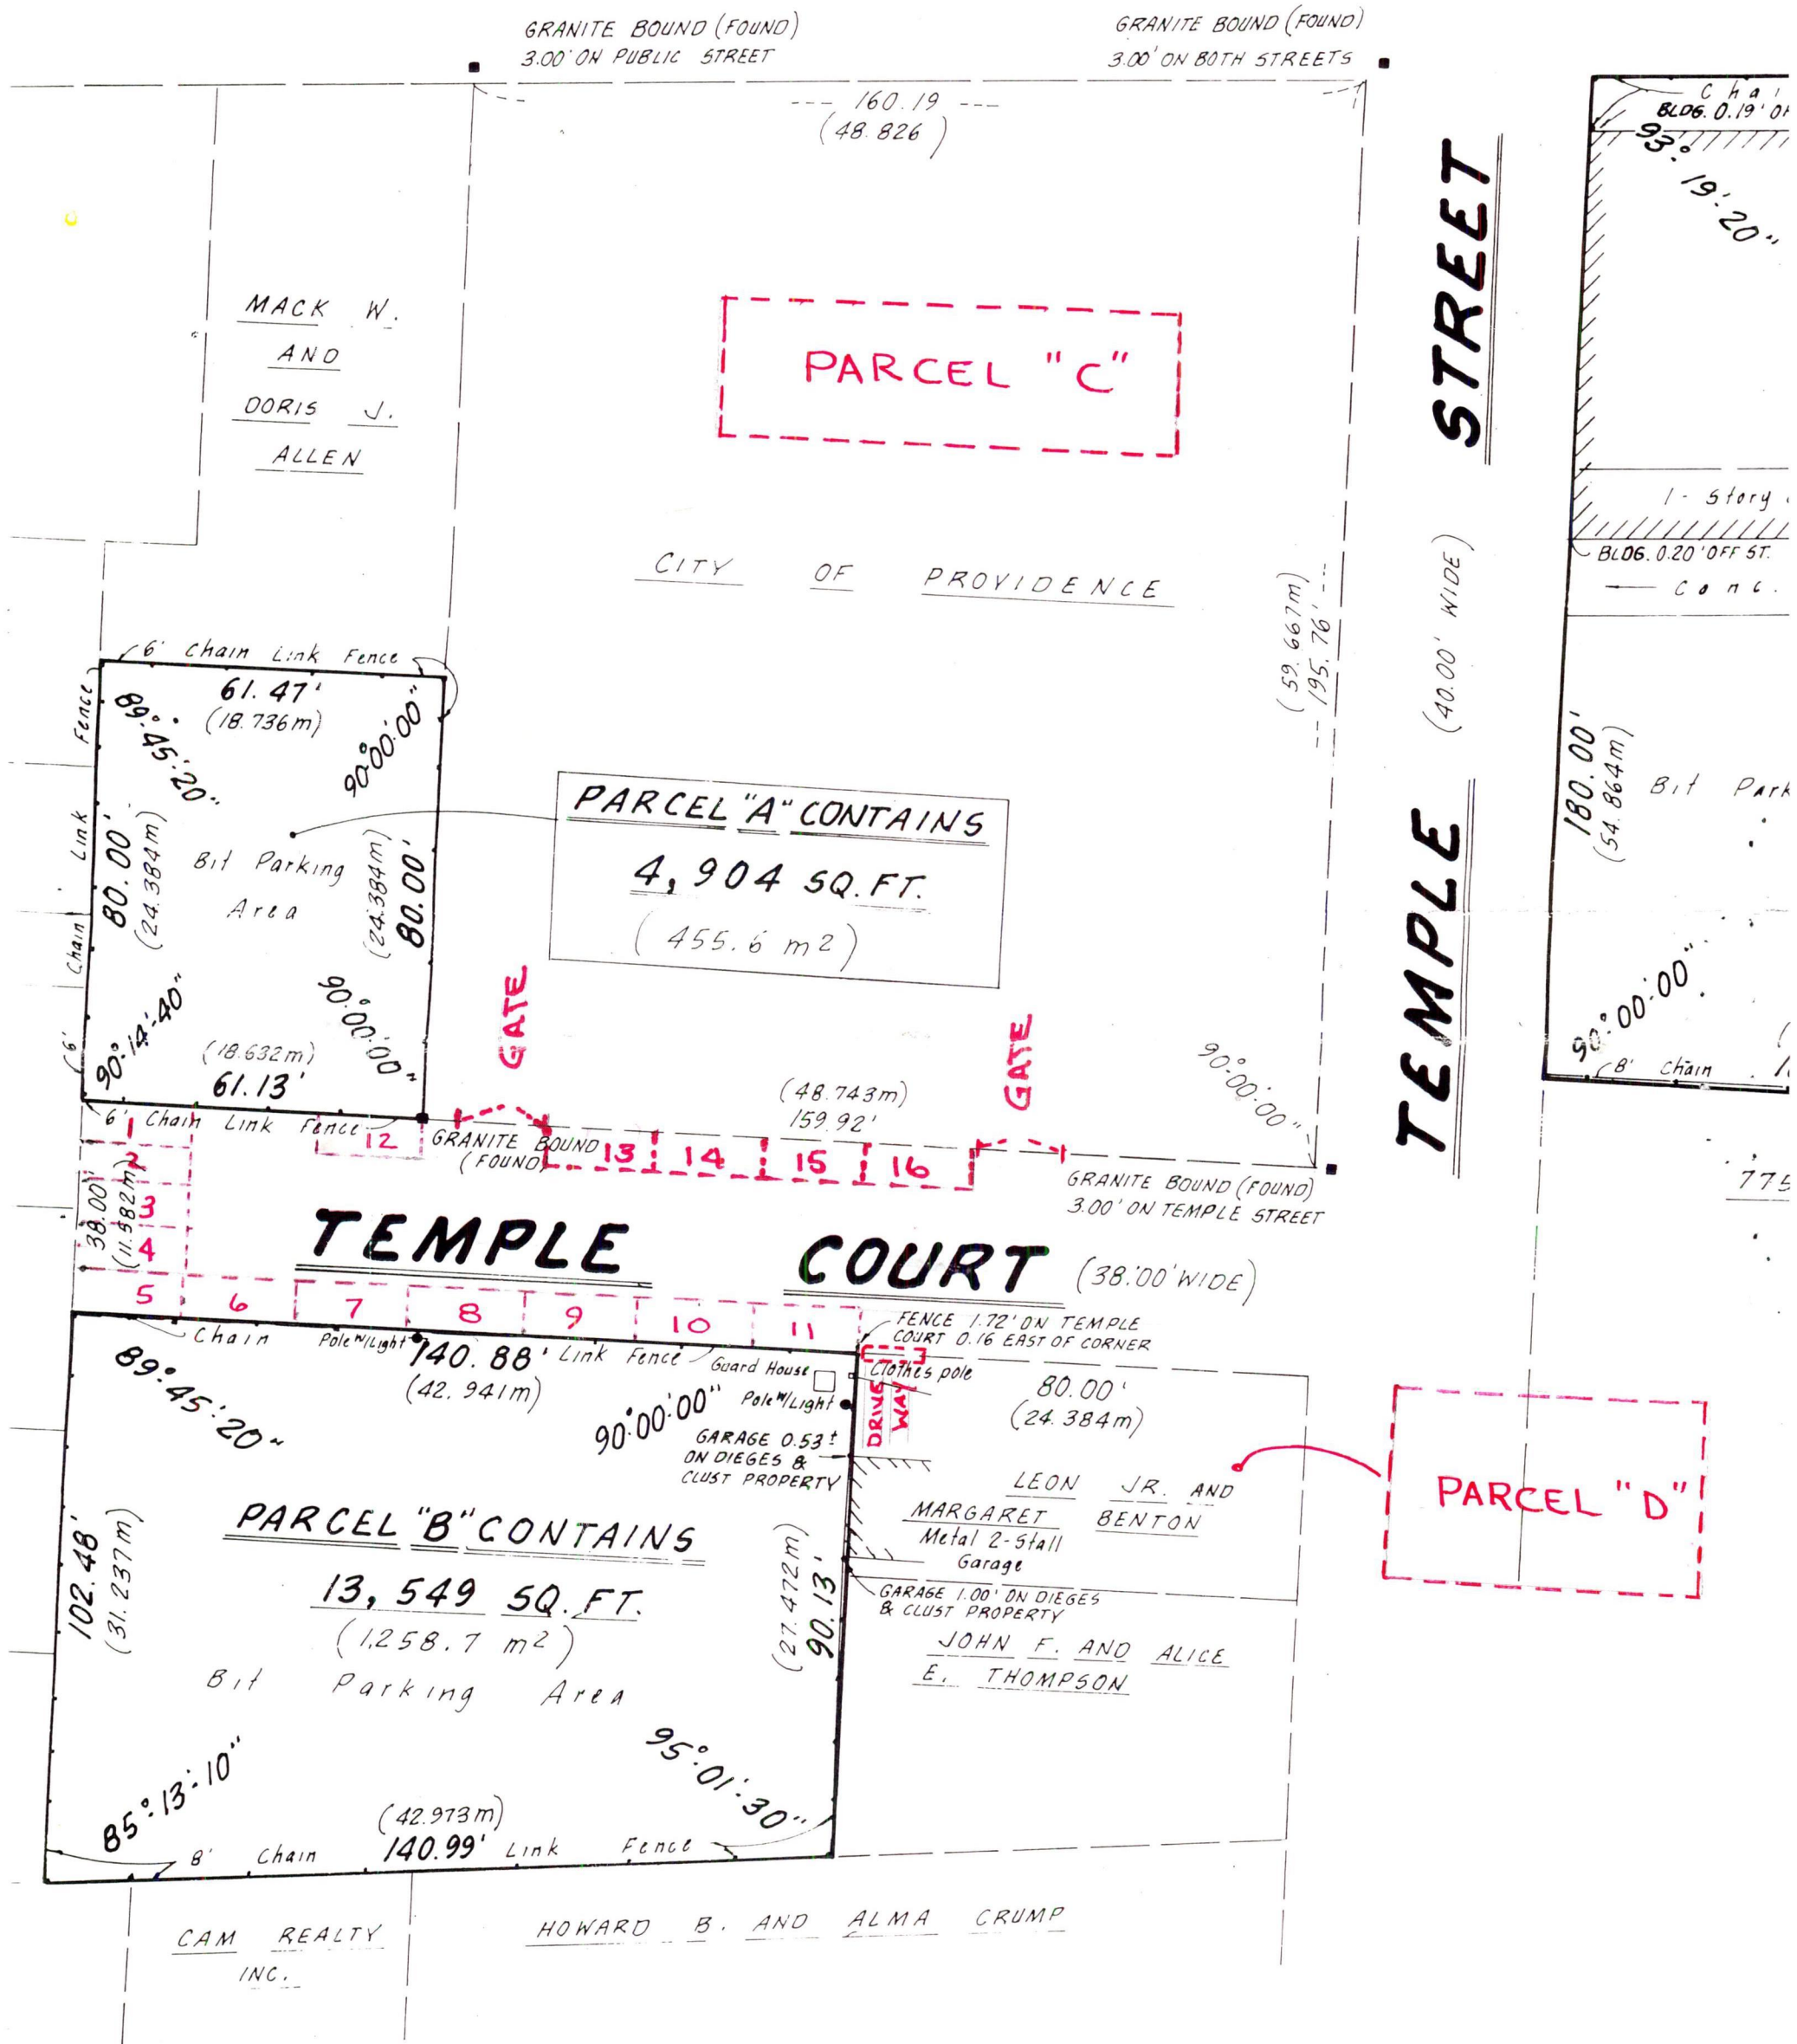 GRANITE BOUND (FOUND)
3.00' ON PUBLIC STREET
GRANITE BOUND (FOUND)
3.00' ON BOTH STREETS
160.19
(48.826)
BLDG. 0.19'
93°:19':20"
STREET
MACK W.
AND
DORIS J.
ALLEN
PARCEL "C"
1-Story
BLDG. 0.20' OFF ST.
Conc.
CITY OF PROVIDENCE
(59.667m)
195.76'
(40.00' WIDE)
6' Chain Link Fence
61.47'
(18.736m)
89°:45':20"
90°:00':00"
6' Chain Link Fence
80.00'
(24.384m)
Bit Parking
Area
(24.384m)
80.00'
PARCEL "A" CONTAINS
4,904 SQ. FT.
(455.6 m2)
180.00'
(54.864m)
Bit Park
TEMPLE
90°:14':40"
90°:00':00"
(18.632m)
61.13'
GATE
GATE
(48.743m)
159.92'
90°:00':00"
90°:00':00"
8' Chain
6' Chain Link Fence
1
2
3
4
5
12
GRANITE BOUND
(FOUND)
13 14 15 16
GRANITE BOUND (FOUND)
3.00' ON TEMPLE STREET
775
38.00'
(11.582m)
TEMPLE COURT (38.00' WIDE)
6 7 8 9 10 11
FENCE 1.72' ON TEMPLE
COURT 0.16 EAST OF CORNER
Chain Link Fence
Pole W/Light
140.88'
(42.941m)
Guard House
Pole W/Light
Clothes pole
DRIVE
WAY
80.00'
(24.384m)
89°:45':20"
90°:00':00"
GARAGE 0.53±
ON DIEGES &
CLUST PROPERTY
LEON JR. AND
MARGARET BENTON
PARCEL "D"
Metal 2-Stall
Garage
PARCEL "B" CONTAINS
13,549 SQ. FT.
(1,258.7 m2)
Bit Parking Area
102.48'
(31.237m)
(27.472m)
90.13'
GARAGE 1.00' ON DIEGES
& CLUST PROPERTY
JOHN F. AND ALICE
E. THOMPSON
85°:13':10"
95°:01':30"
(42.973m)
8' Chain 140.99' Link Fence
CAM REALTY
INC.
HOWARD B. AND ALMA CRUMP